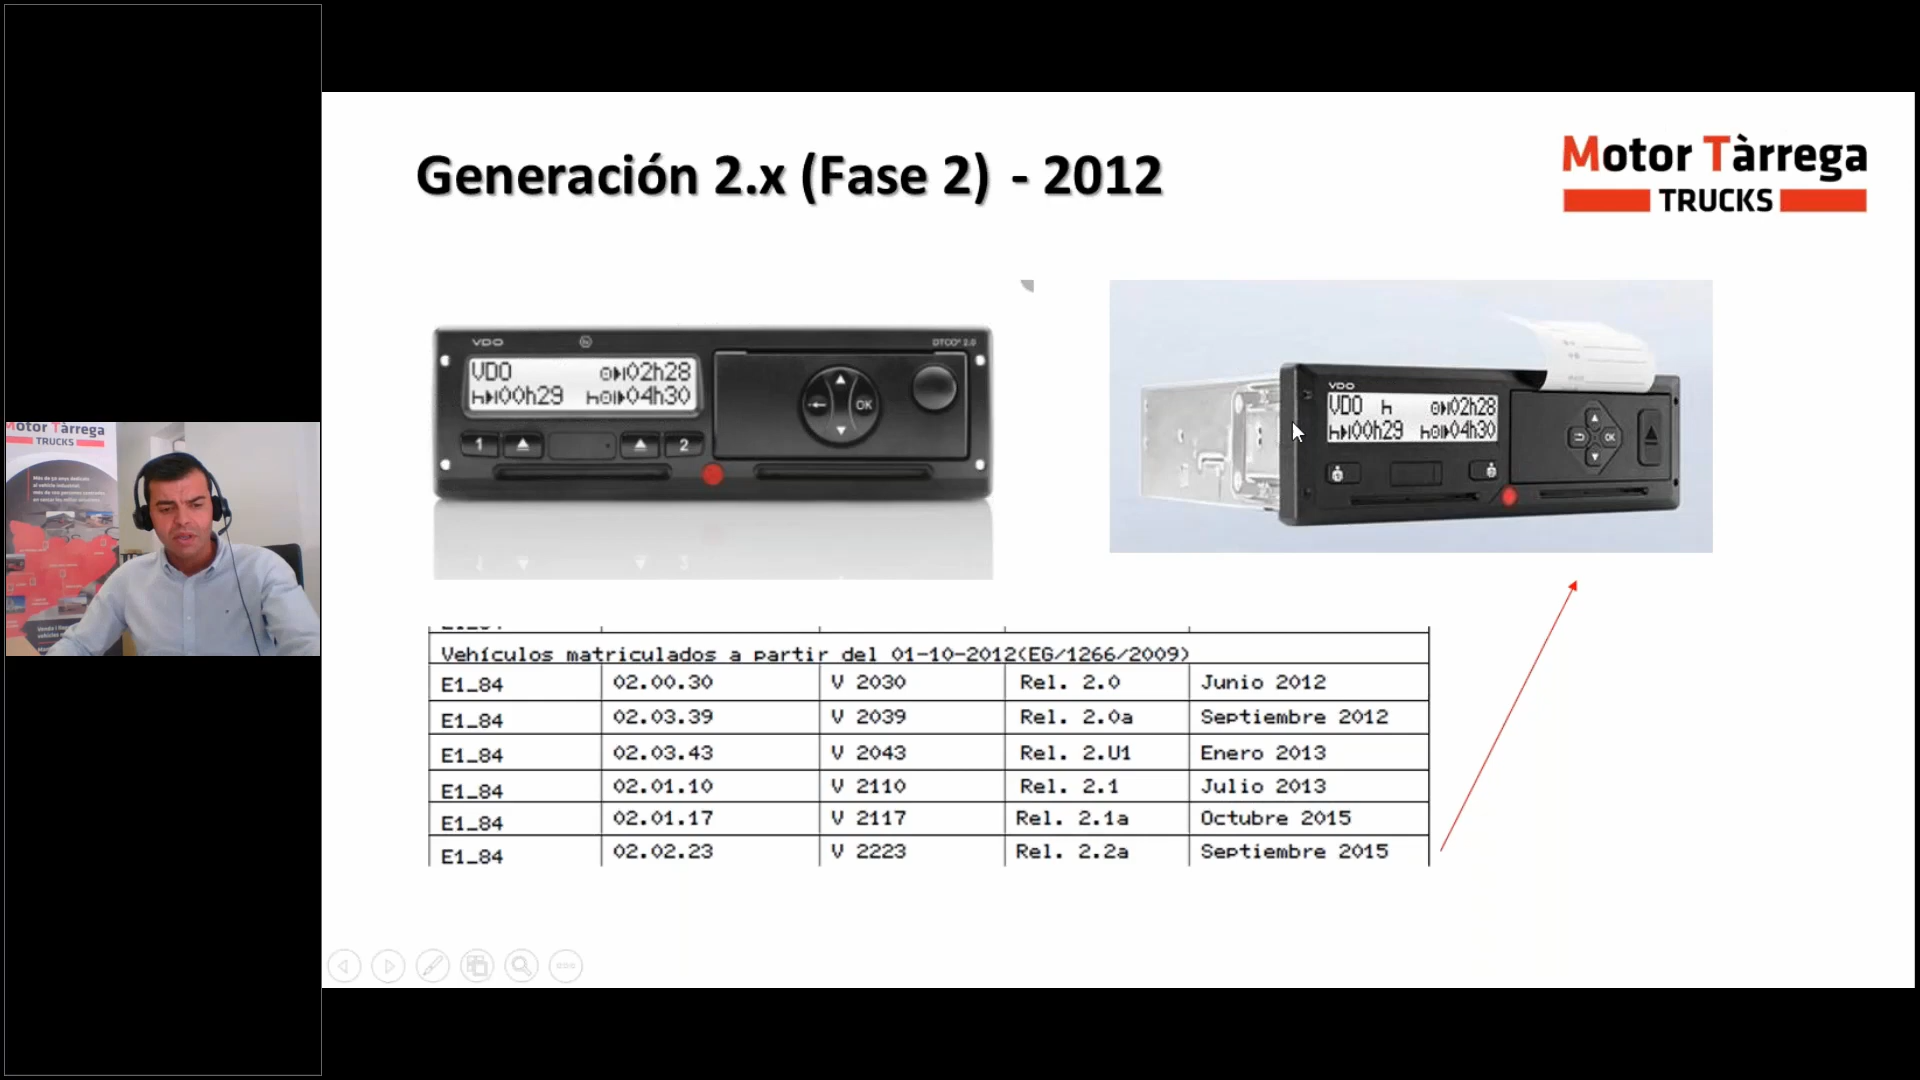 Generación 2.x (Fase 2) - 2012
Motor Tàrrega
TRUCKS
VDO
DTCO® 2.0
VDO 02h28
00h29 04h30
1 2
OK
VDO
VDO 02h28
00h29 04h30
OK
Vehículos matriculados a partir del 01-10-2012(EG/1266/2009)
E1_84 02.00.30 V 2030 Rel. 2.0 Junio 2012
E1_84 02.03.39 V 2039 Rel. 2.0a Septiembre 2012
E1_84 02.03.43 V 2043 Rel. 2.U1 Enero 2013
E1_84 02.01.10 V 2110 Rel. 2.1 Julio 2013
E1_84 02.01.17 V 2117 Rel. 2.1a Octubre 2015
E1_84 02.02.23 V 2223 Rel. 2.2a Septiembre 2015
Motor Tàrrega
TRUCKS